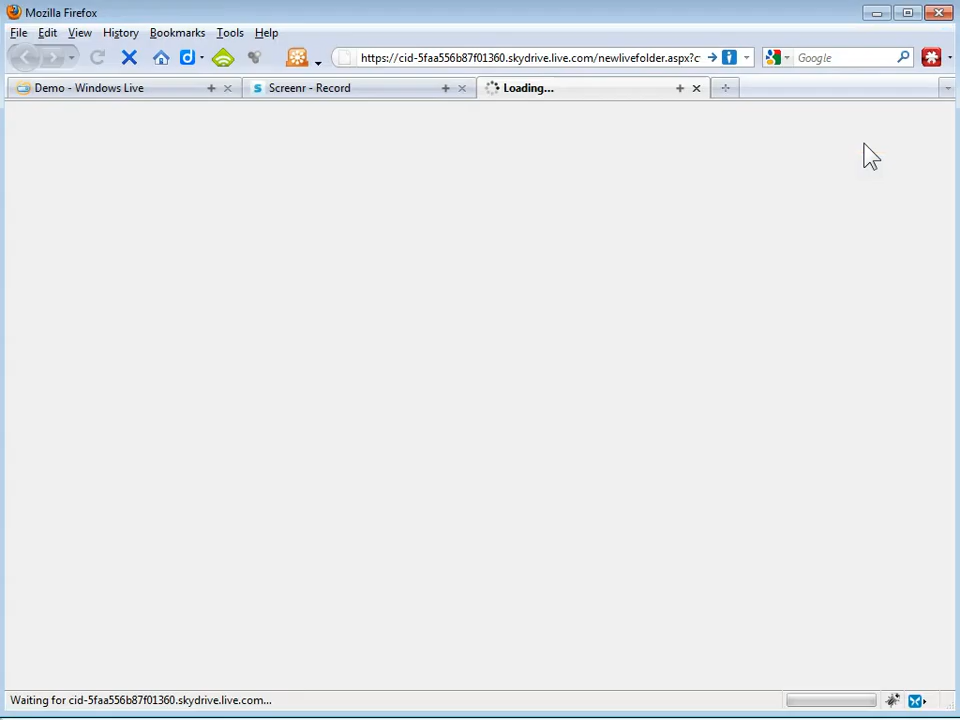 Mozilla Firefox
File Edit View History Bookmarks Tools Help
https://cid-5faa556b87f01360.skydrive.live.com/newlivefolder.aspx?c Google
Demo - Windows Live Screenr - Record Loading...
Waiting for cid-5faa556b87f01360.skydrive.live.com...